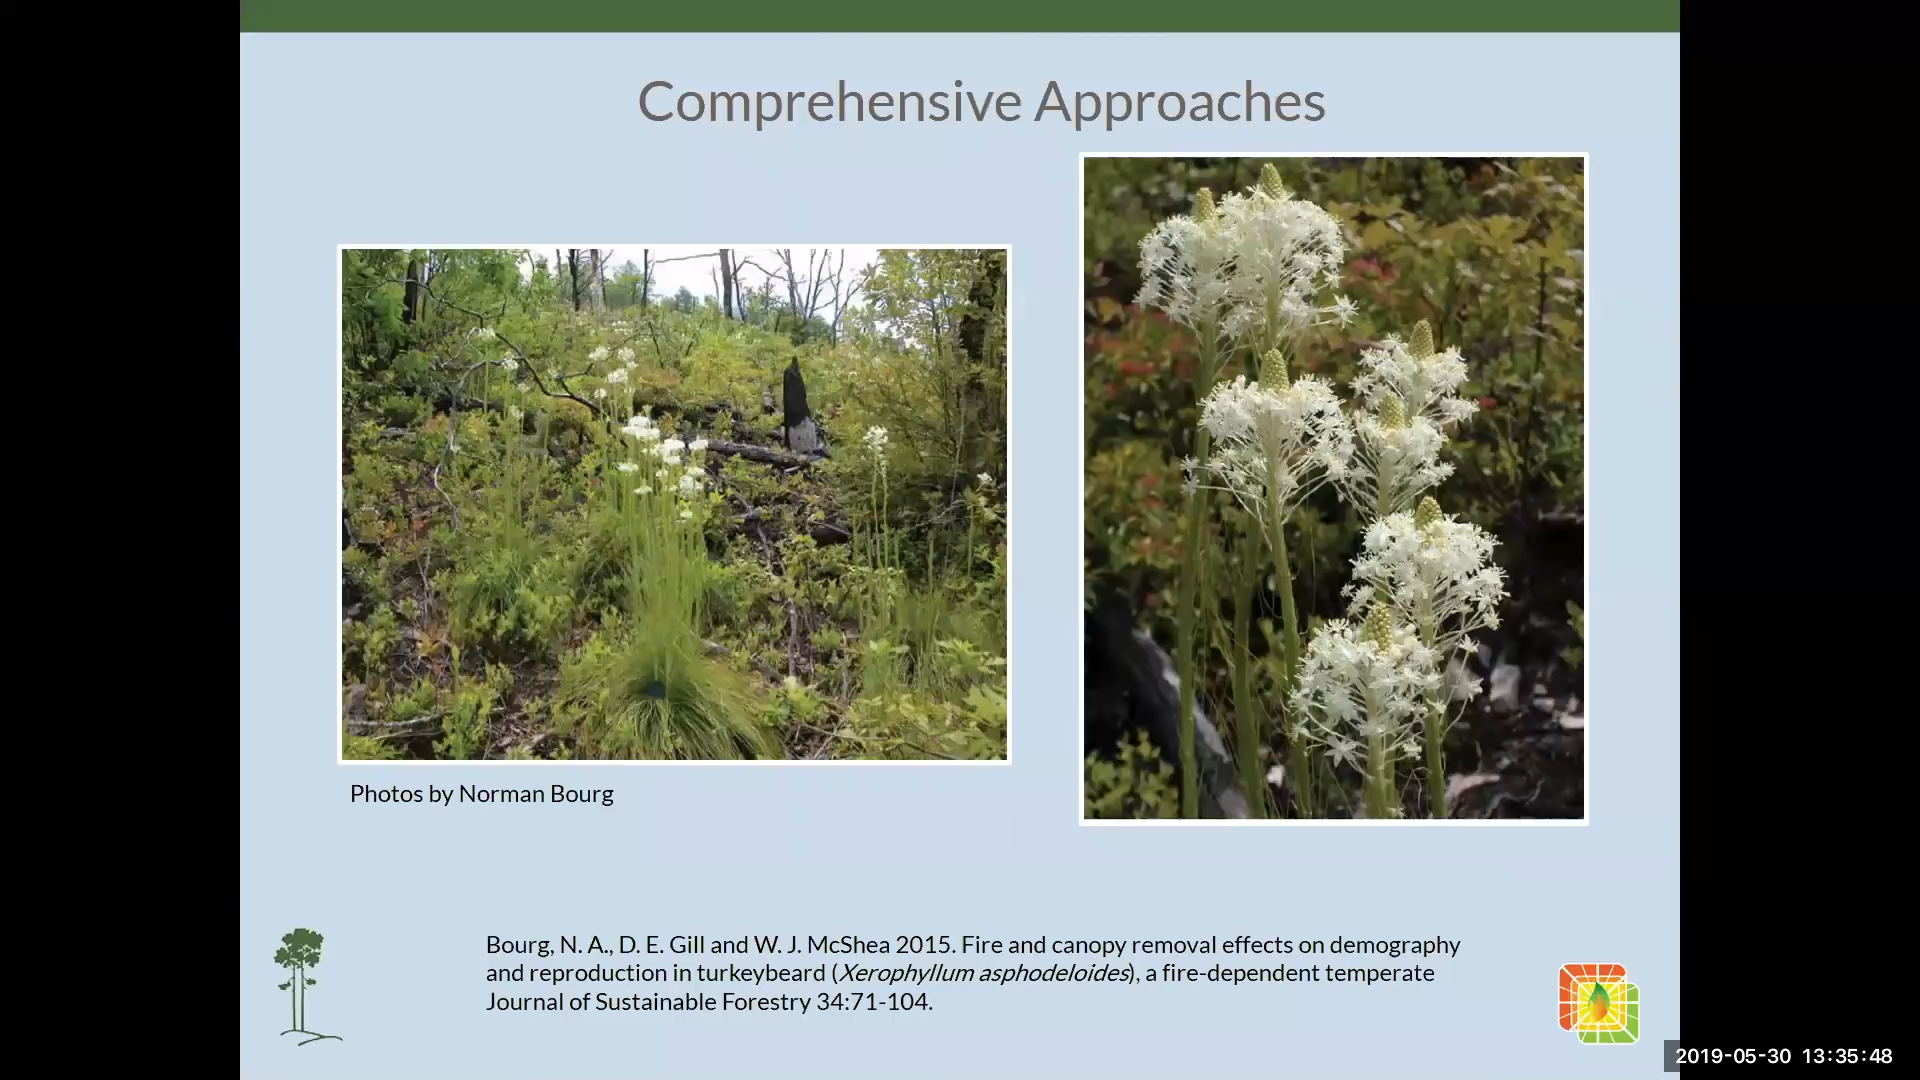 Comprehensive Approaches
Photos by Norman Bourg
Bourg, N. A., D. E. Gill and W. J. McShea 2015. Fire and canopy removal effects on demography
and reproduction in turkeybeard (Xerophyllum asphodeloides), a fire-dependent temperate
Journal of Sustainable Forestry 34:71-104.
2019-05-30 13:35:48